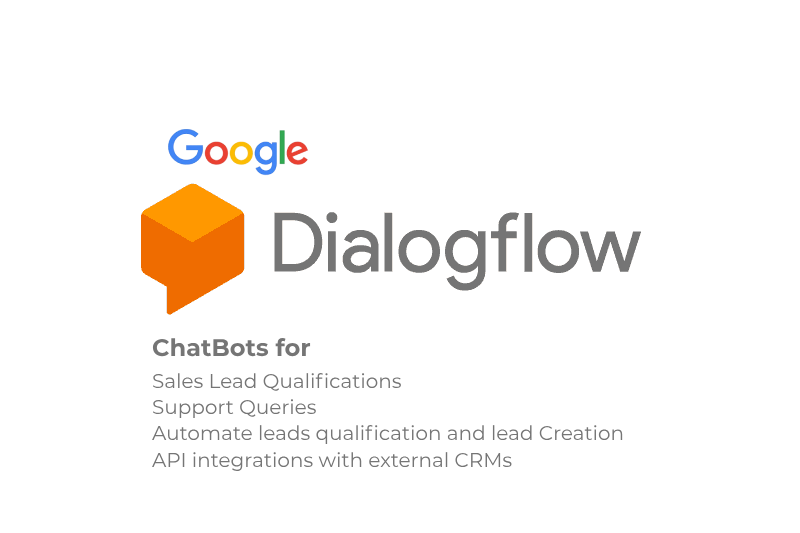 Google
Dialogflow
ChatBots for
Sales Lead Qualifications
Support Queries
Automate leads qualification and lead Creation
API integrations with external CRMs